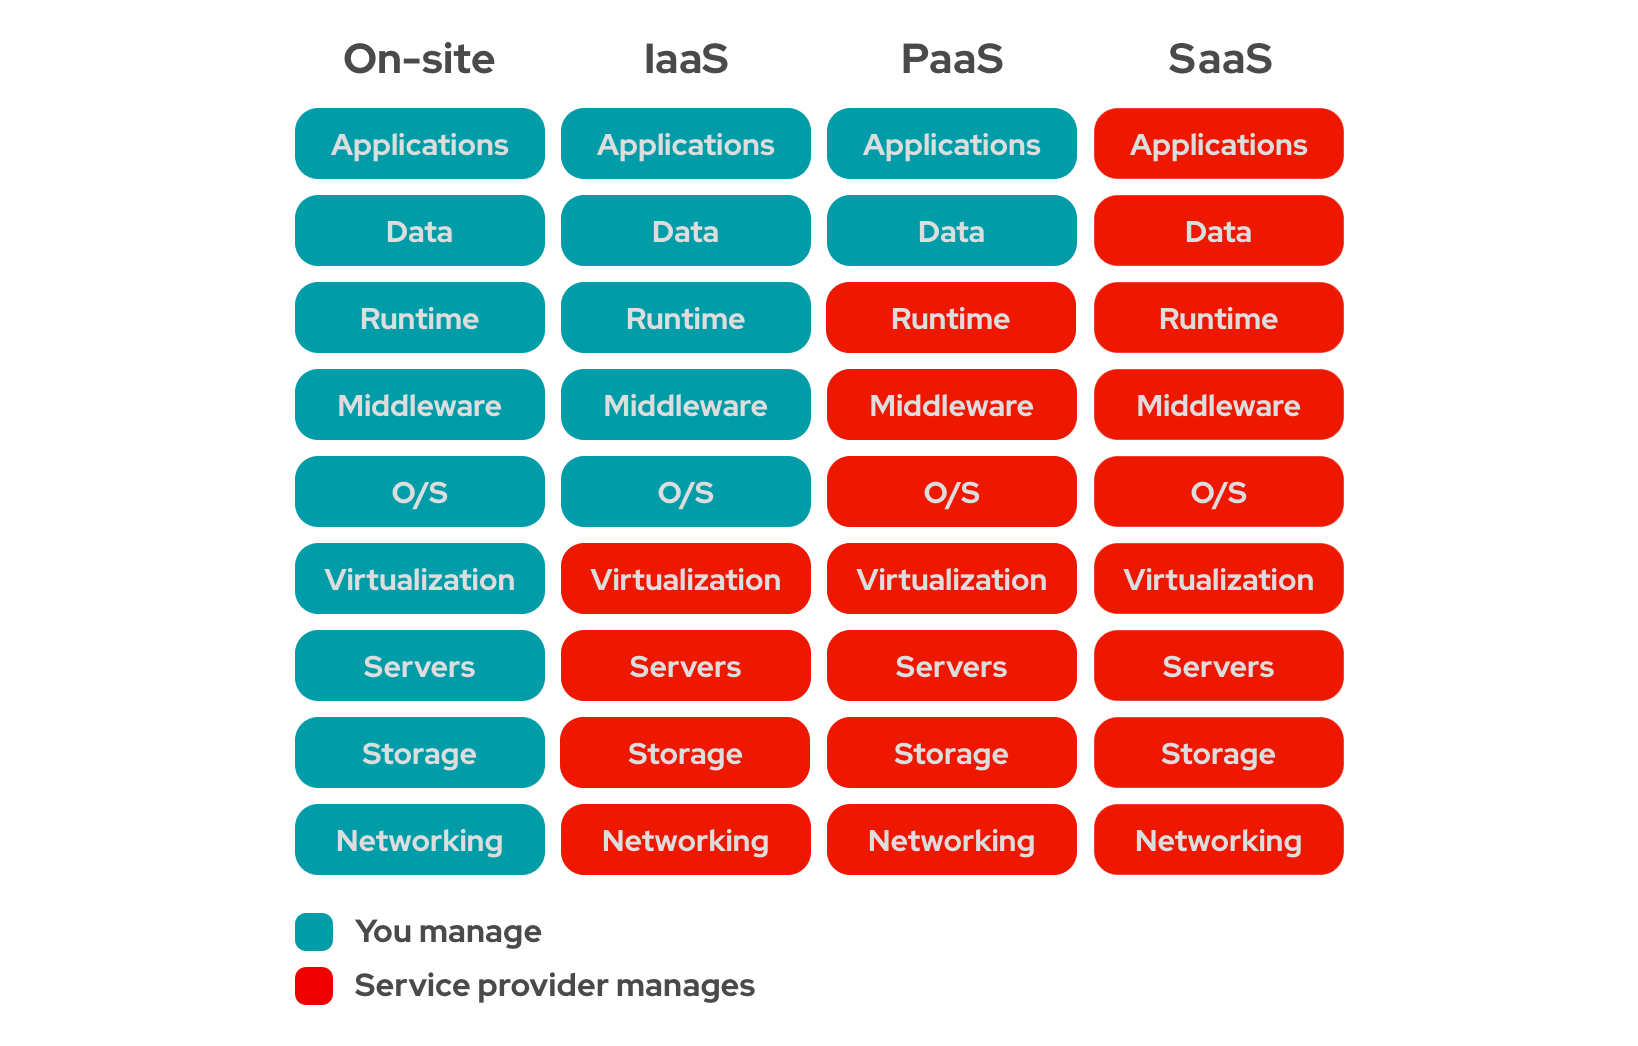 On-site IaaS PaaS SaaS
Applications Applications Applications Applications
Data Data Data Data
Runtime Runtime Runtime Runtime
Middleware Middleware Middleware Middleware
O/S O/S O/S O/S
Virtualization Virtualization Virtualization Virtualization
Servers Servers Servers Servers
Storage Storage Storage Storage
Networking Networking Networking Networking
You manage
Service provider manages